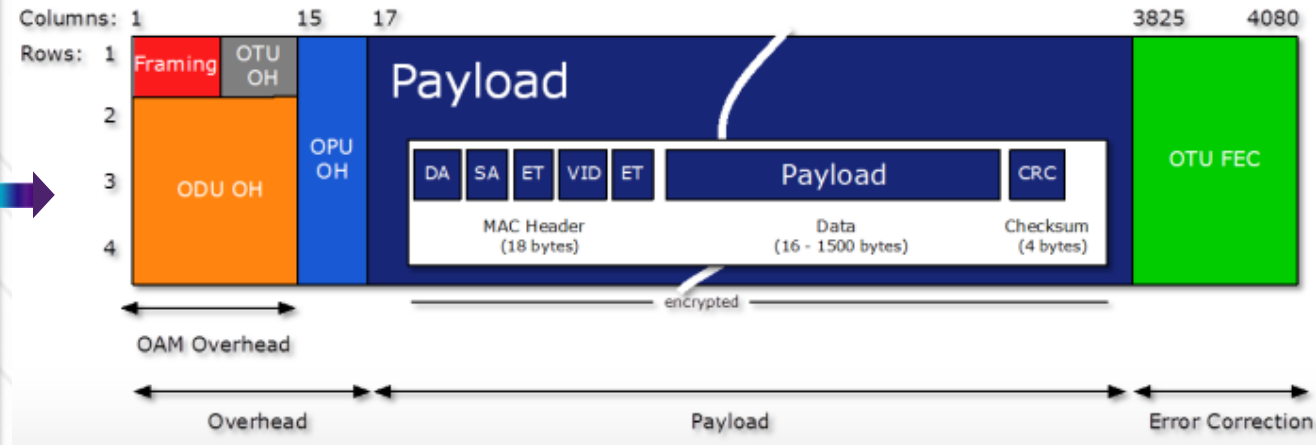 Columns: 1 15 17 3825 4080
Rows: 1
Framing
OTU
OH
Payload
2
OPU
OH
OTU FEC
3
ODU OH
DA SA ET VID ET Payload CRC
MAC Header
(18 bytes)
Data
(16 - 1500 bytes)
Checksum
(4 bytes)
4
encrypted
OAM Overhead
Overhead
Payload
Error Correction